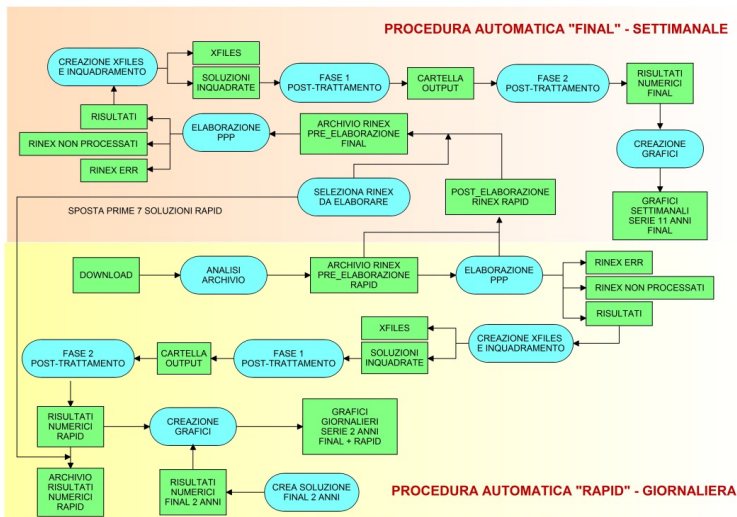 PROCEDURA AUTOMATICA "FINAL" - SETTIMANALE
CREAZIONE XFILES
E INQUADRAMENTO
XFILES
SOLUZIONI
INQUADRATE
FASE 1
POST-TRATTAMENTO
CARTELLA
OUTPUT
FASE 2
POST-TRATTAMENTO
RISULTATI
NUMERICI
FINAL
RISULTATI
RINEX NON PROCESSATI
RINEX ERR
ELABORAZIONE
PPP
ARCHIVIO RINEX
PRE_ELABORAZIONE
FINAL
CREAZIONE
GRAFICI
SELEZIONA RINEX
DA ELABORARE
POST_ELABORAZIONE
RINEX RAPID
GRAFICI
SETTIMANALI
SERIE 11 ANNI
FINAL
SPOSTA PRIME 7 SOLUZIONI RAPID
DOWNLOAD
ANALISI
ARCHIVIO
ARCHIVIO RINEX
PRE_ELABORAZIONE
RAPID
ELABORAZIONE
PPP
RINEX ERR
RINEX NON PROCESSATI
RISULTATI
XFILES
SOLUZIONI
INQUADRATE
CREAZIONE XFILES
E INQUADRAMENTO
FASE 2
POST-TRATTAMENTO
CARTELLA
OUTPUT
FASE 1
POST-TRATTAMENTO
RISULTATI
NUMERICI
RAPID
CREAZIONE
GRAFICI
GRAFICI
GIORNALIERI
SERIE 2 ANNI
FINAL + RAPID
ARCHIVIO
RISULTATI
NUMERICI
RAPID
RISULTATI
NUMERICI
FINAL 2 ANNI
CREA SOLUZIONE
FINAL 2 ANNI
PROCEDURA AUTOMATICA "RAPID" - GIORNALIERA